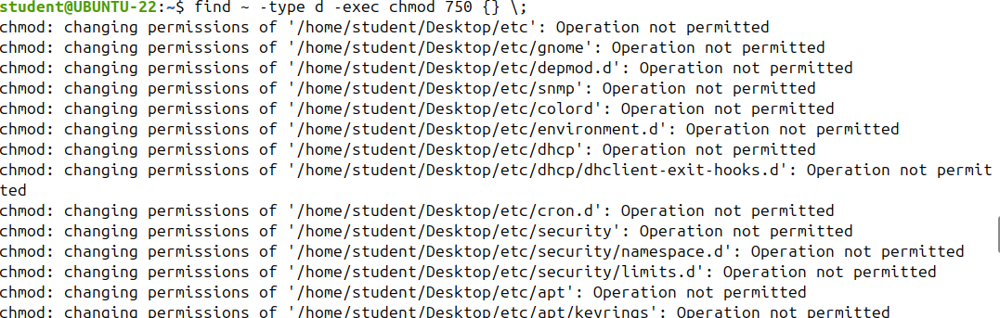 student@UBUNTU-22:~$ find ~ -type d -exec chmod 750 {} \;
chmod: changing permissions of '/home/student/Desktop/etc': Operation not permitted
chmod: changing permissions of '/home/student/Desktop/etc/gnome': Operation not permitted
chmod: changing permissions of '/home/student/Desktop/etc/depmod.d': Operation not permitted
chmod: changing permissions of '/home/student/Desktop/etc/snmp': Operation not permitted
chmod: changing permissions of '/home/student/Desktop/etc/colord': Operation not permitted
chmod: changing permissions of '/home/student/Desktop/etc/environment.d': Operation not permitted
chmod: changing permissions of '/home/student/Desktop/etc/dhcp': Operation not permitted
chmod: changing permissions of '/home/student/Desktop/etc/dhcp/dhclient-exit-hooks.d': Operation not permit
ted
chmod: changing permissions of '/home/student/Desktop/etc/cron.d': Operation not permitted
chmod: changing permissions of '/home/student/Desktop/etc/security': Operation not permitted
chmod: changing permissions of '/home/student/Desktop/etc/security/namespace.d': Operation not permitted
chmod: changing permissions of '/home/student/Desktop/etc/security/limits.d': Operation not permitted
chmod: changing permissions of '/home/student/Desktop/etc/apt': Operation not permitted
chmod: changing permissions of '/home/student/Desktop/etc/apt/keyrings': Operation not permitted